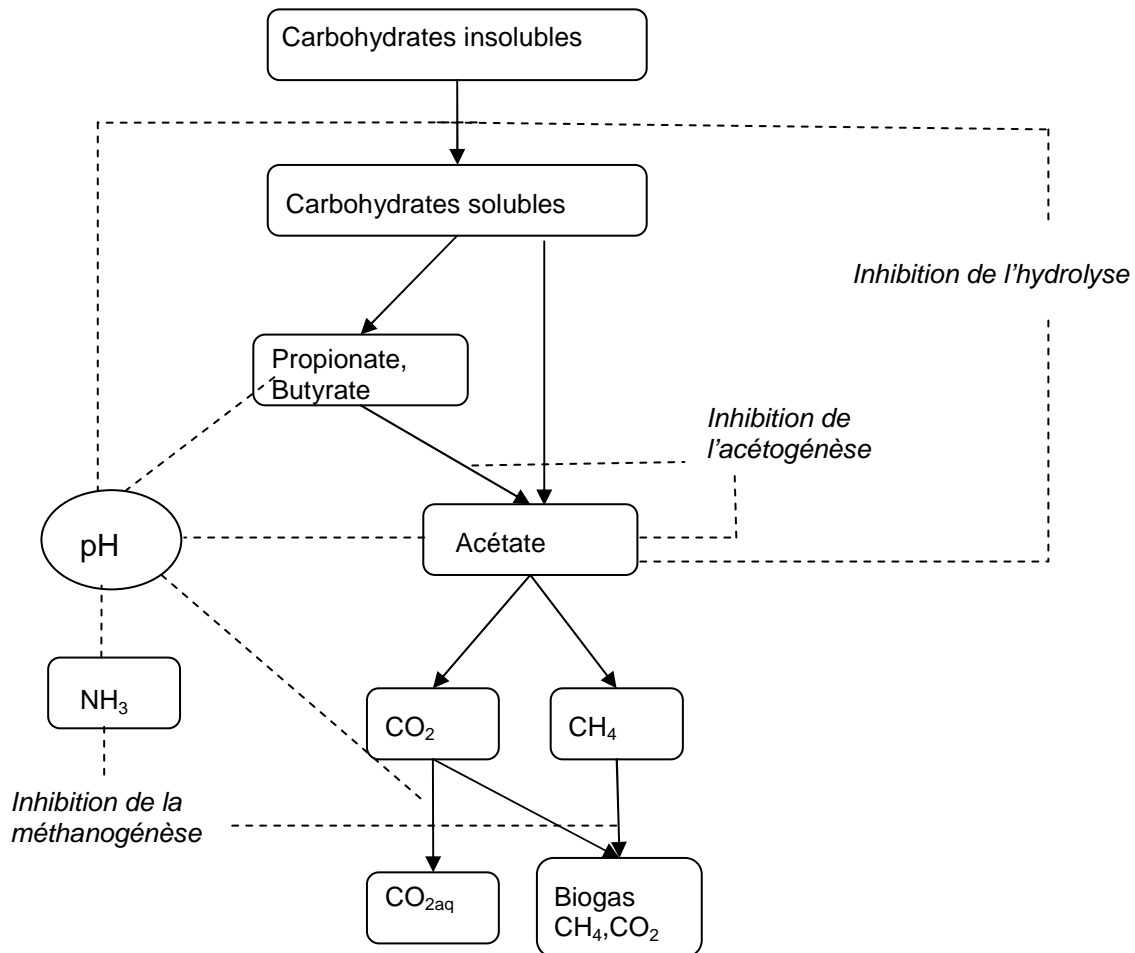 Carbohydrates insolubles
Carbohydrates solubles
Inhibition de l’hydrolyse
Propionate,
Butyrate
Inhibition de
l’acétogénèse
pH
Acétate
NH₃
CO₂
CH₄
Inhibition de la
méthanogénèse
CO₂aq
Biogas
CH₄,CO₂